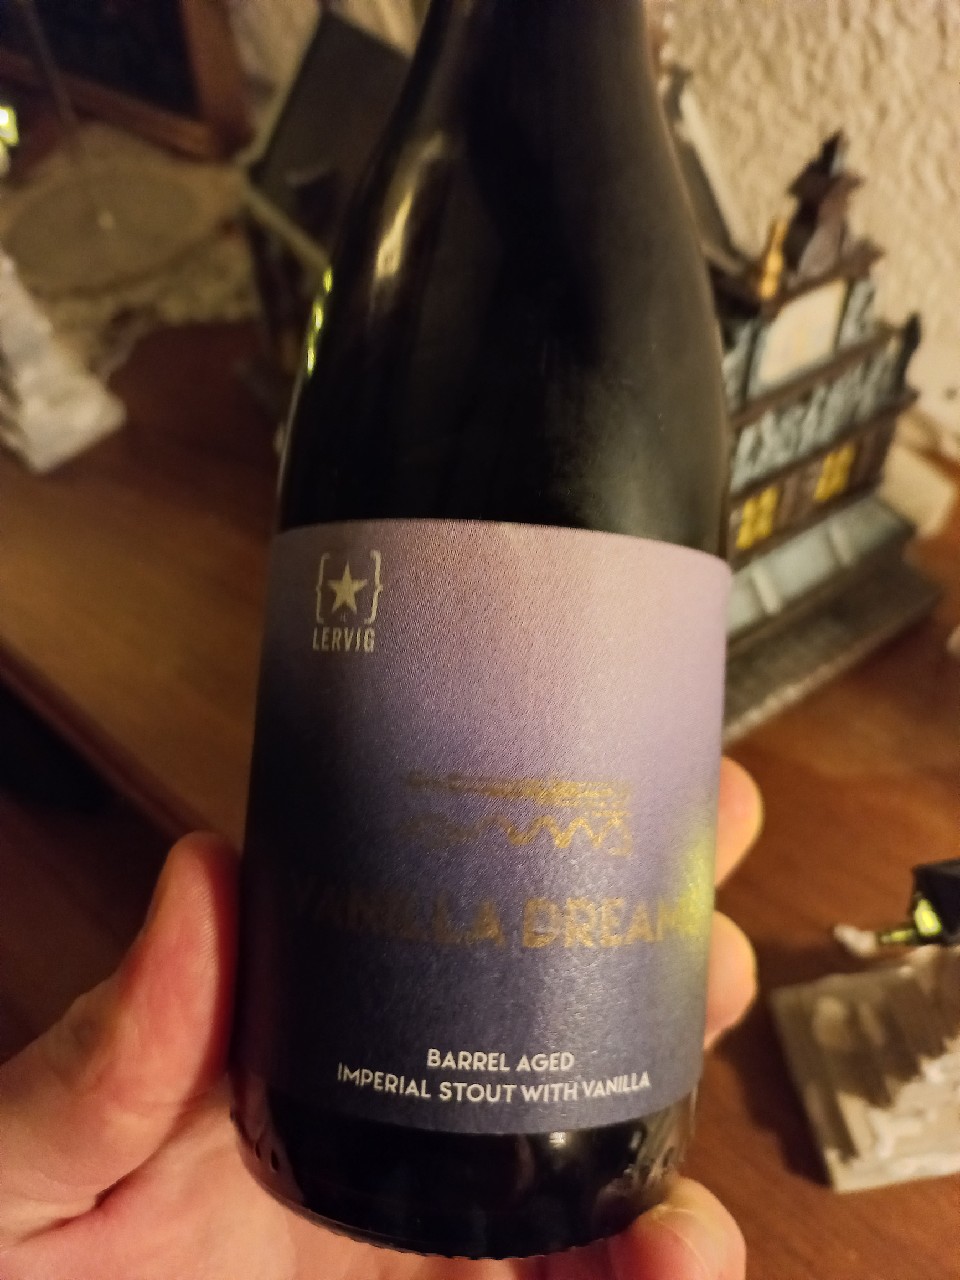 LERVIG
VANILLA DREAM
BARREL AGED
IMPERIAL STOUT WITH VANILLA